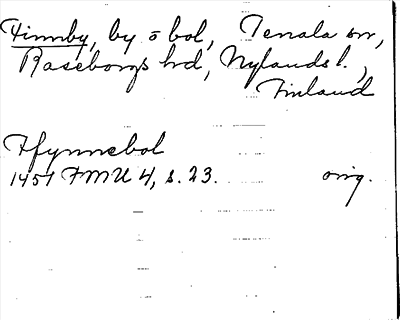 Finnby, by o bol, Tenala sn,
Raseborgs hd, Nylands l.,
Finland
Ffynnebol
1451 FMU 4, s. 23. orig.